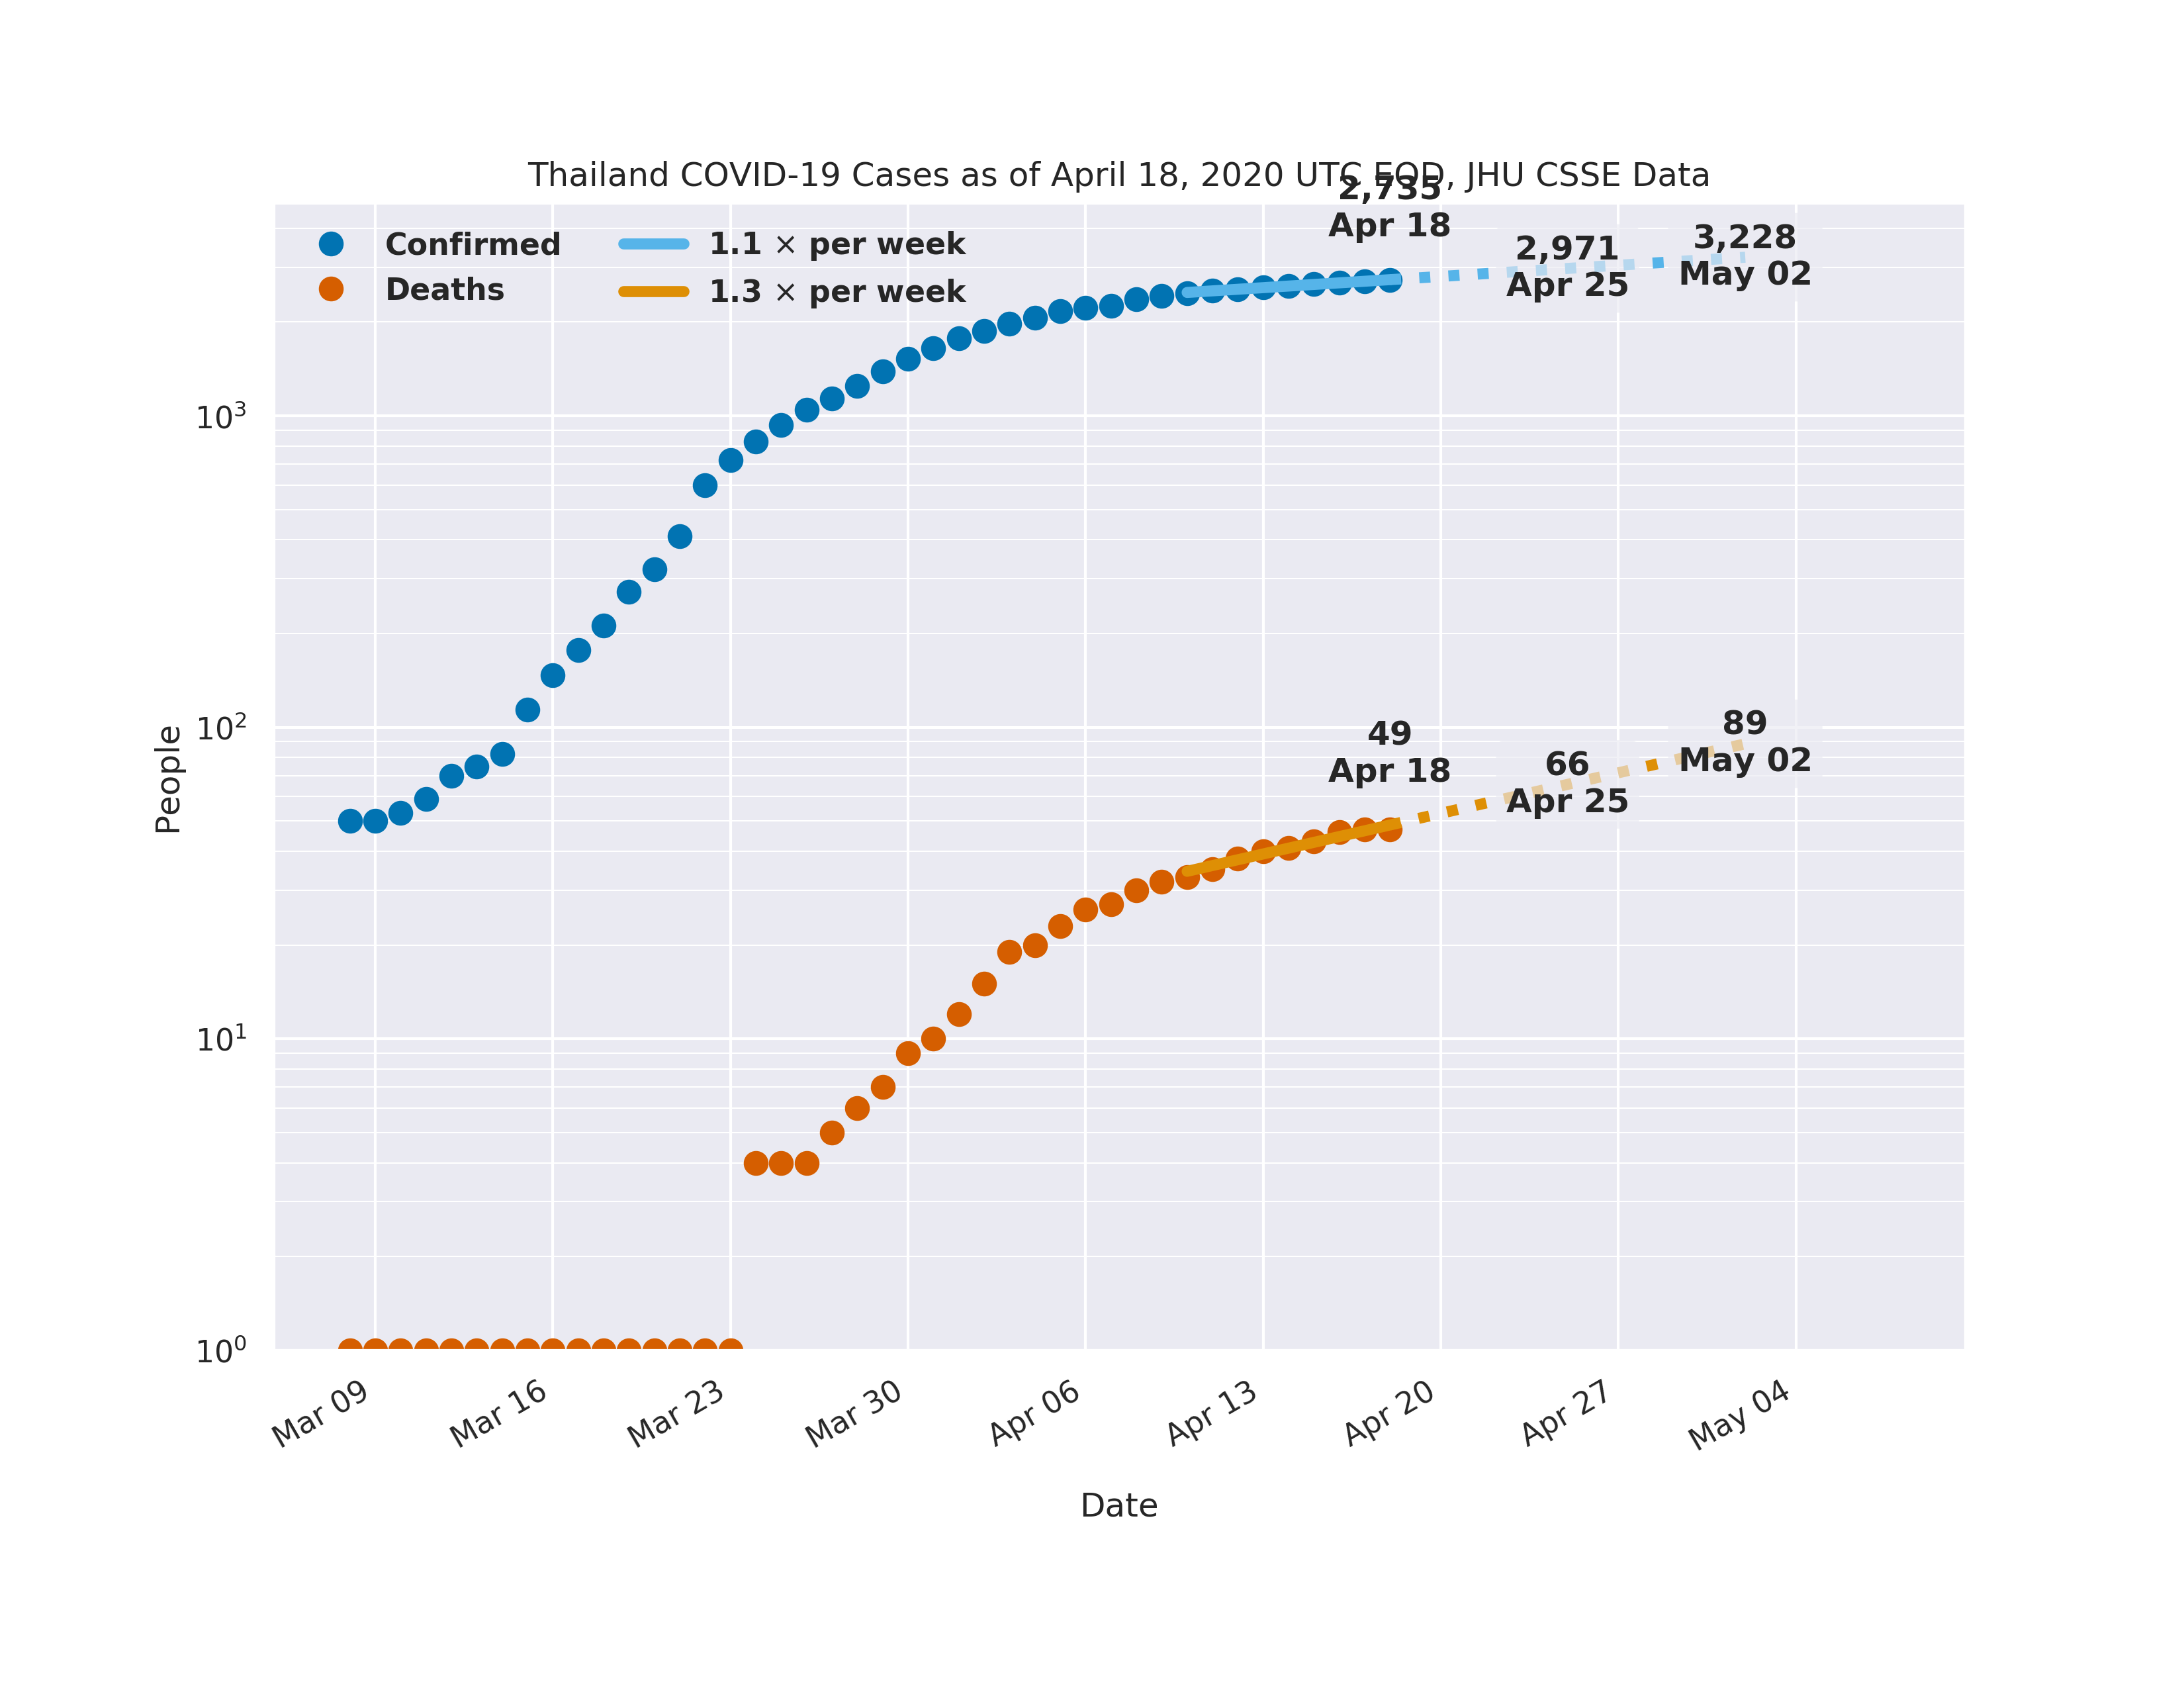 Thailand COVID-19 Cases as of April 18, 2020 UTC EOD, JHU CSSE Data
Confirmed
Deaths
1.1 × per week
1.3 × per week
2,735
Apr 18
2,971
Apr 25
3,228
May 02
49
Apr 18
66
Apr 25
89
May 02
People
10³
10²
10¹
10⁰
Mar 09
Mar 16
Mar 23
Mar 30
Apr 06
Apr 13
Apr 20
Apr 27
May 04
Date